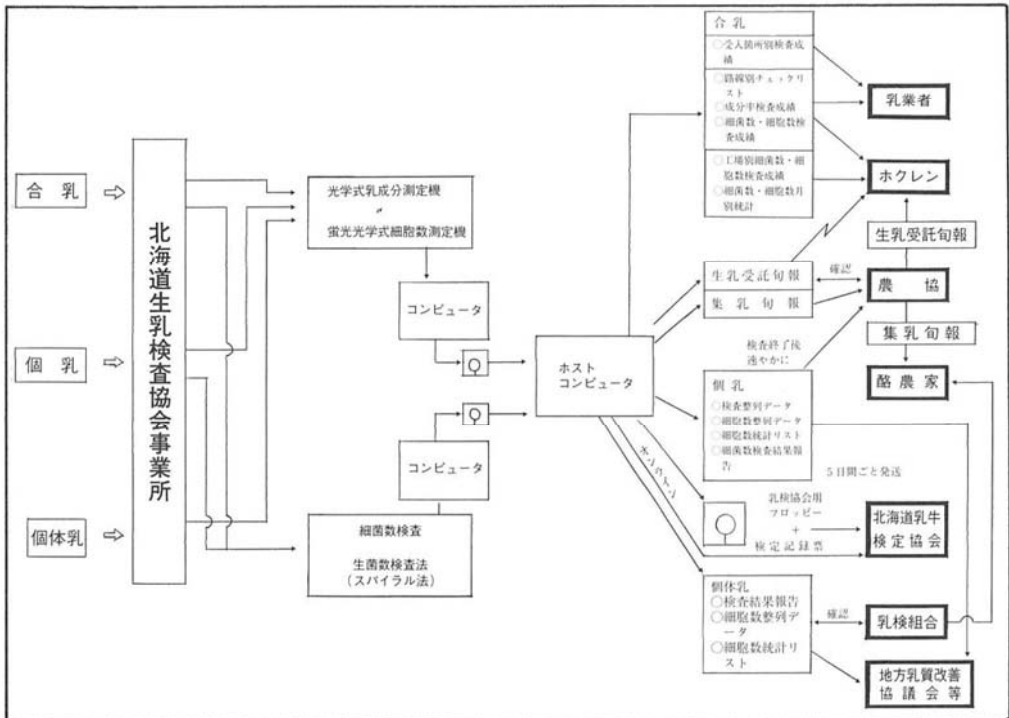 合乳
個乳
個体乳
北海道生乳検査協会事業所
光学式乳成分測定機
〃
蛍光光学式細胞数測定機
コンピュータ
コンピュータ
細菌数検査
生菌数検査法
(スパイラル法)
ホスト
コンピュータ
オンライン
合乳
○受入箇所別検査成
績
○路線別チェックリ
スト
○成分率検査成績
○細菌数・細胞数検
査成績
○工場別細菌数・細
胞数検査成績
○細菌数・細胞数月
別統計
生乳受託旬報
集乳旬報
確認
検査終了後
速やかに
個乳
○検査整列データ
○細胞数整列データ
○細胞数統計リスト
○細菌数検査結果報
告
5日間ごと発送
乳検協会用
フロッピー
+
検定記録票
個体乳
○検査結果報告
○細胞数整列デ
ータ
○細胞数統計リ
スト
確認
乳業者
ホクレン
生乳受託旬報
農協
集乳旬報
酪農家
北海道乳牛
検定協会
乳検組合
地方乳質改善
協議会等